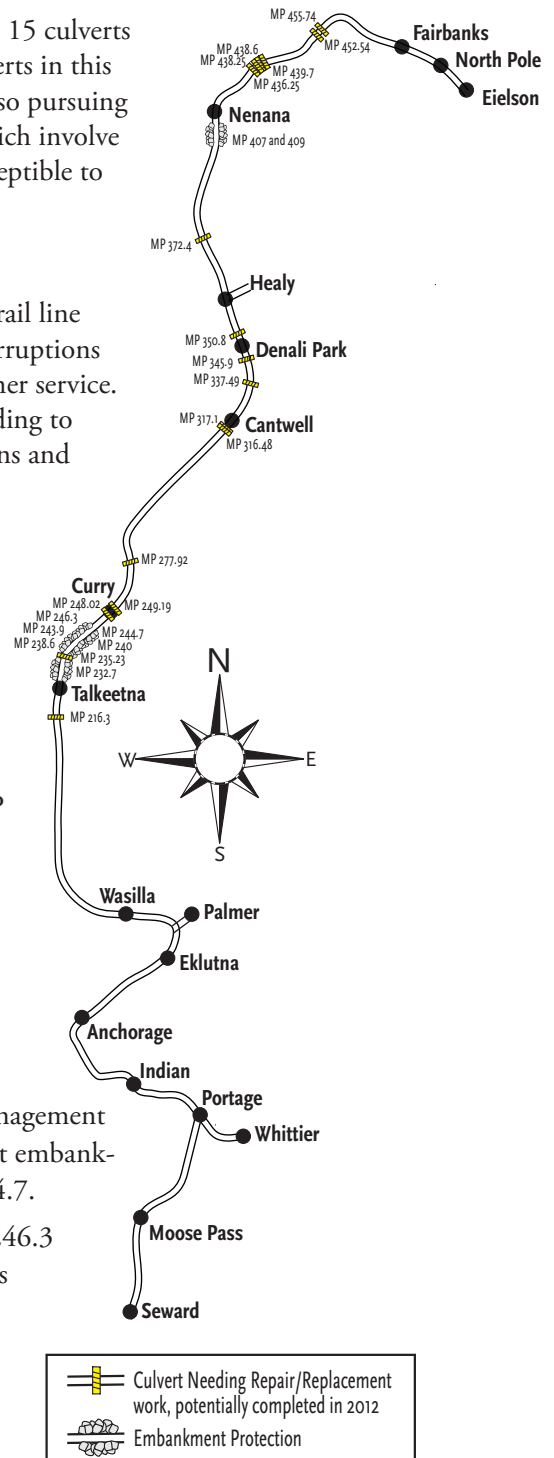 15 culverts
erts in this
so pursuing
ich involve
eptible to
rail line
rruptions
ner service.
ding to
ns and
?
nagement
t embank-
4.7.
246.3
s
MP 455.74
MP 452.54
Fairbanks
North Pole
Eielson
MP 438.6
MP 438.25
MP 439.7
MP 436.25
Nenana
MP 407 and 409
MP 372.4
Healy
MP 350.8
Denali Park
MP 345.9
MP 337.49
MP 317.1
Cantwell
MP 316.48
MP 277.92
Curry
MP 248.02
MP 249.19
MP 246.3
MP 243.9
MP 244.7
MP 240
MP 238.6
MP 235.23
MP 232.7
Talkeetna
MP 216.3
N
W
E
S
Wasilla
Palmer
Eklutna
Anchorage
Indian
Portage
Whittier
Moose Pass
Seward
Culvert Needing Repair/Replacement
work, potentially completed in 2012
Embankment Protection